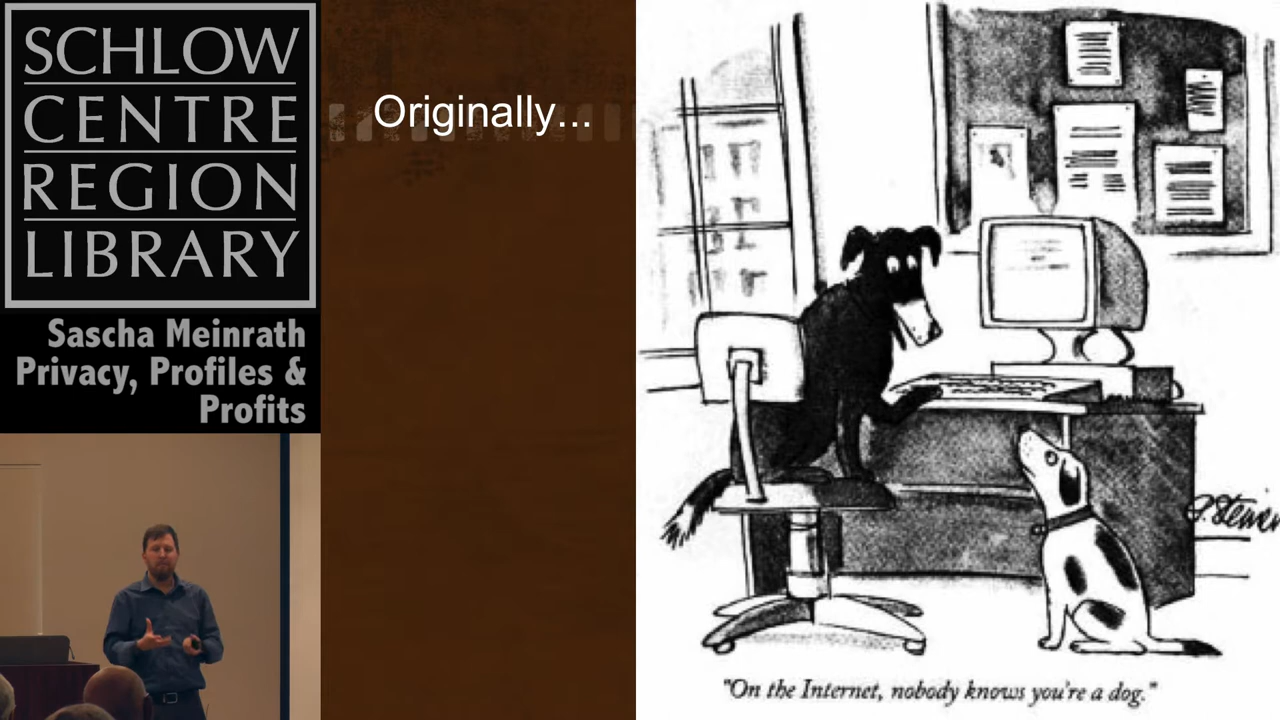 SCHLOW
CENTRE
REGION
LIBRARY
Sascha Meinrath
Privacy, Profiles &
Profits
Originally...
"On the Internet, nobody knows you're a dog."